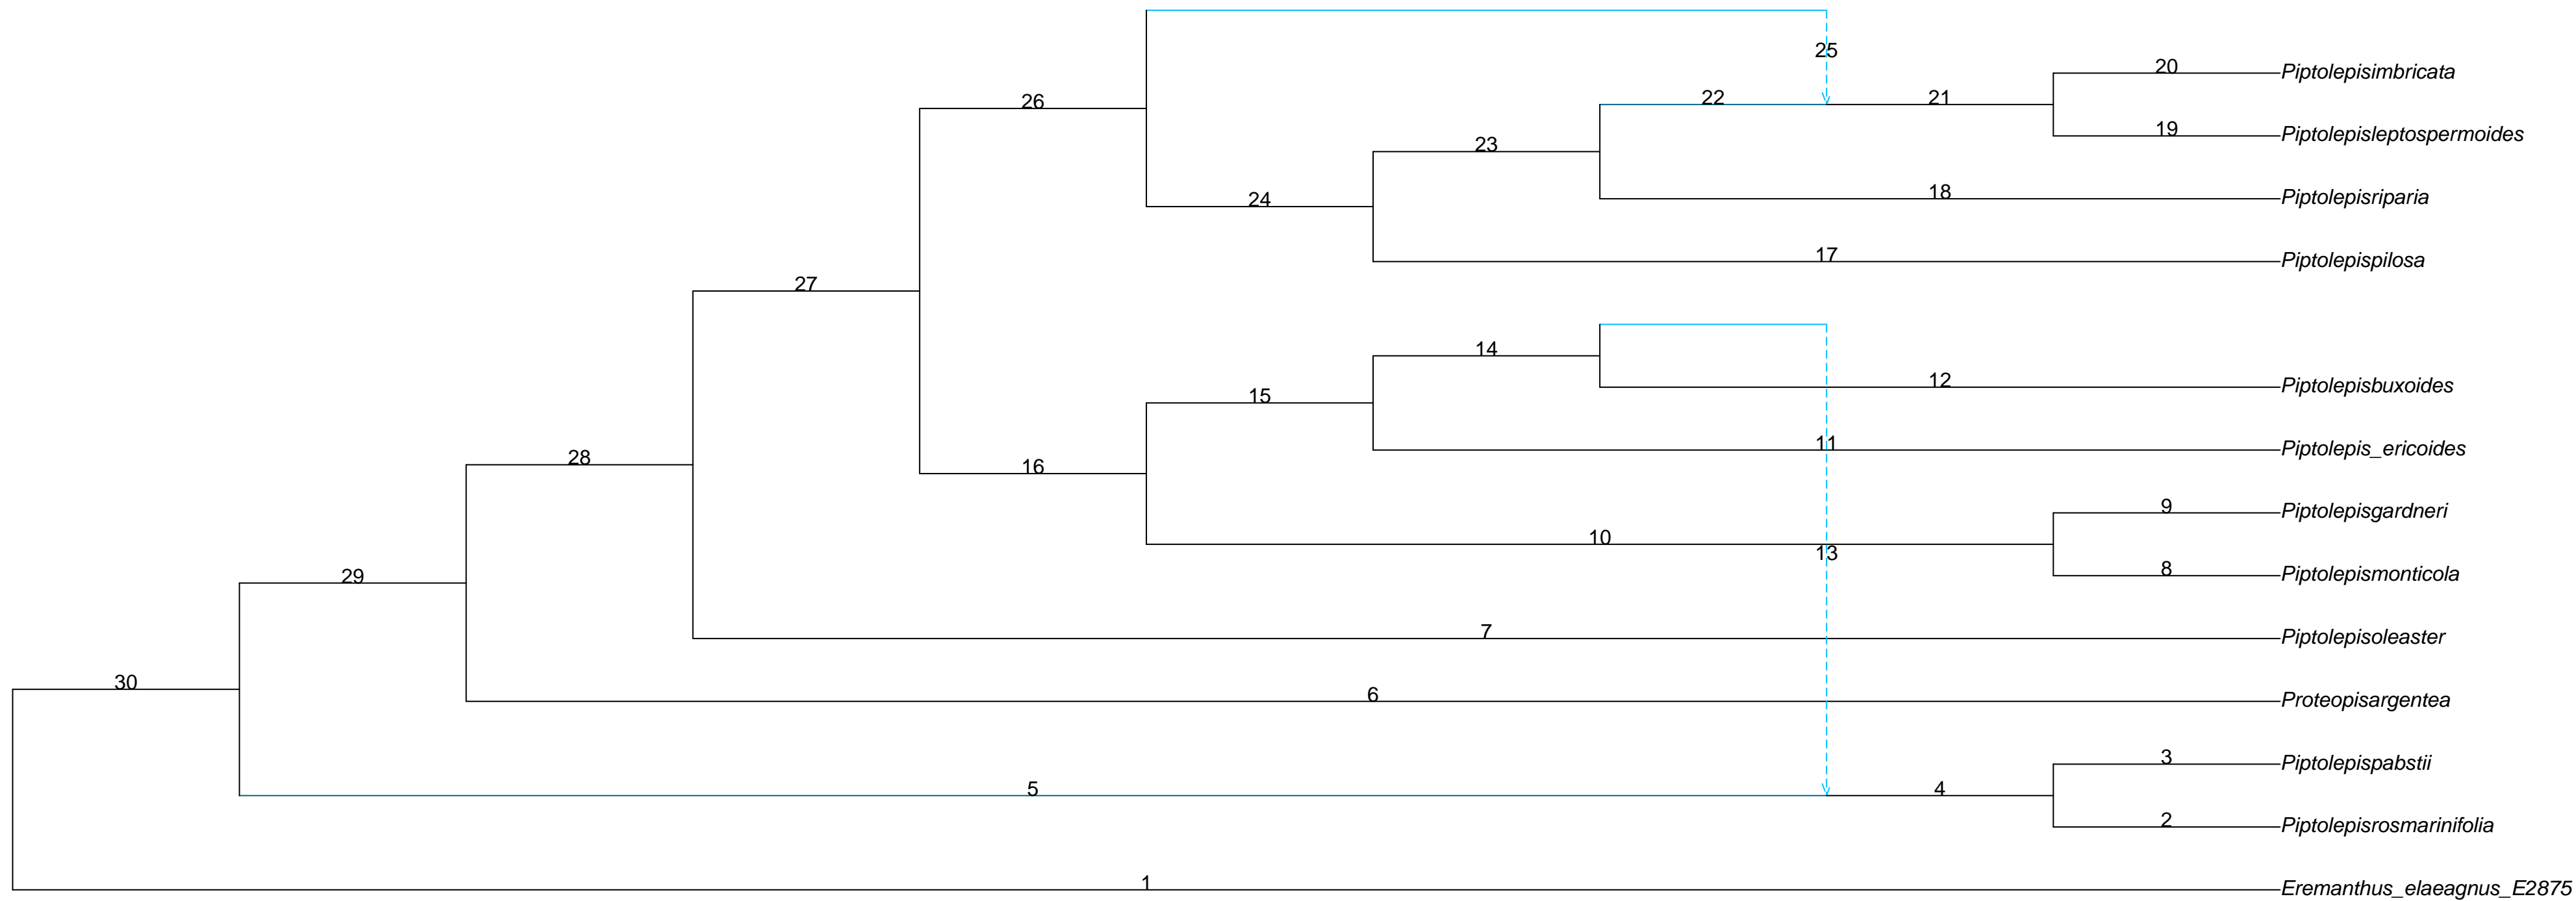 25
20 Piptolepisimbricata
26 22 21
19 Piptolepisleptospermoides
23
24 18 Piptolepisriparia
17 Piptolepispilosa
27
14
15 12 Piptolepisbuxoides
28 16 11 Piptolepis_ericoides
9 Piptolepisgardneri
10
13
29 8 Piptolepismonticola
7 Piptolepisoleaster
30 6 Proteopisargentea
3 Piptolepispabstii
5 4
2 Piptolepisrosmarinifolia
1 Eremanthus_elaeagnus_E2875